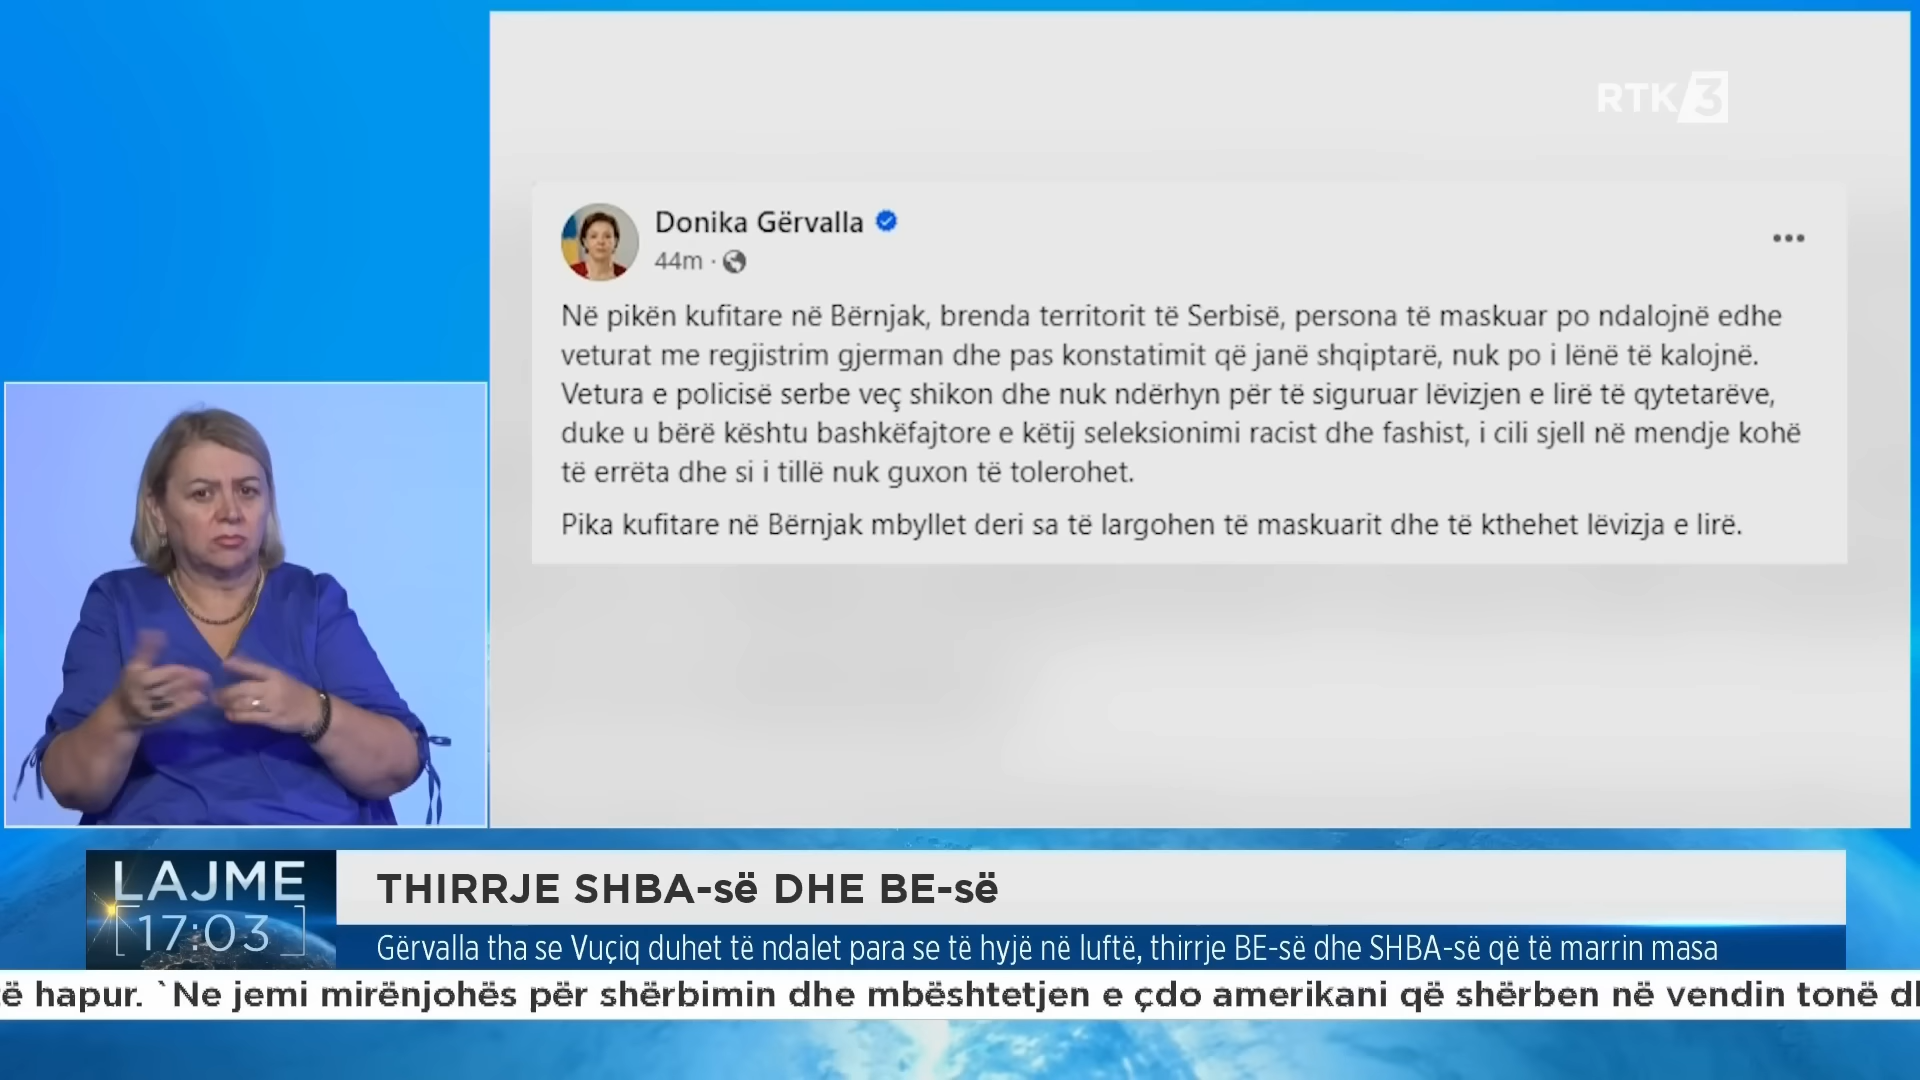 RTK 3
Donika Gërvalla
44m ·
Në pikën kufitare në Bërnjak, brenda territorit të Serbisë, persona të maskuar po ndalojnë edhe
veturat me regjistrim gjerman dhe pas konstatimit që janë shqiptarë, nuk po i lënë të kalojnë.
Vetura e policisë serbe veç shikon dhe nuk ndërhyn për të siguruar lëvizjen e lirë të qytetarëve,
duke u bërë kështu bashkëfajtore e këtij seleksionimi racist dhe fashist, i cili sjell në mendje kohë
të errëta dhe si i tillë nuk guxon të tolerohet.
Pika kufitare në Bërnjak mbyllet deri sa të largohen të maskuarit dhe të kthehet lëvizja e lirë.
LAJME
17:03
THIRRJE SHBA-së DHE BE-së
Gërvalla tha se Vuçiq duhet të ndalet para se të hyjë në luftë, thirrje BE-së dhe SHBA-së që të marrin masa
të hapur. `Ne jemi mirënjohës për shërbimin dhe mbështetjen e çdo amerikani që shërben në vendin tonë